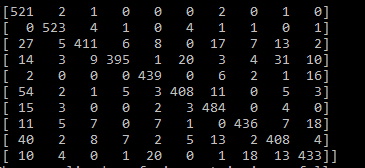 [521 2 1 0 0 0 2 0 1 0]
[ 0 523 4 1 0 4 1 1 0 1]
[ 27 5 411 6 8 0 17 7 13 2]
[ 14 3 9 395 1 20 3 4 31 10]
[ 2 0 0 0 439 0 6 2 1 16]
[ 54 2 1 5 3 408 11 0 5 3]
[ 15 3 0 0 2 3 484 0 4 0]
[ 11 5 7 0 7 1 0 436 7 18]
[ 40 2 8 7 2 5 13 2 408 4]
[ 10 4 0 1 20 0 1 18 13 433]]